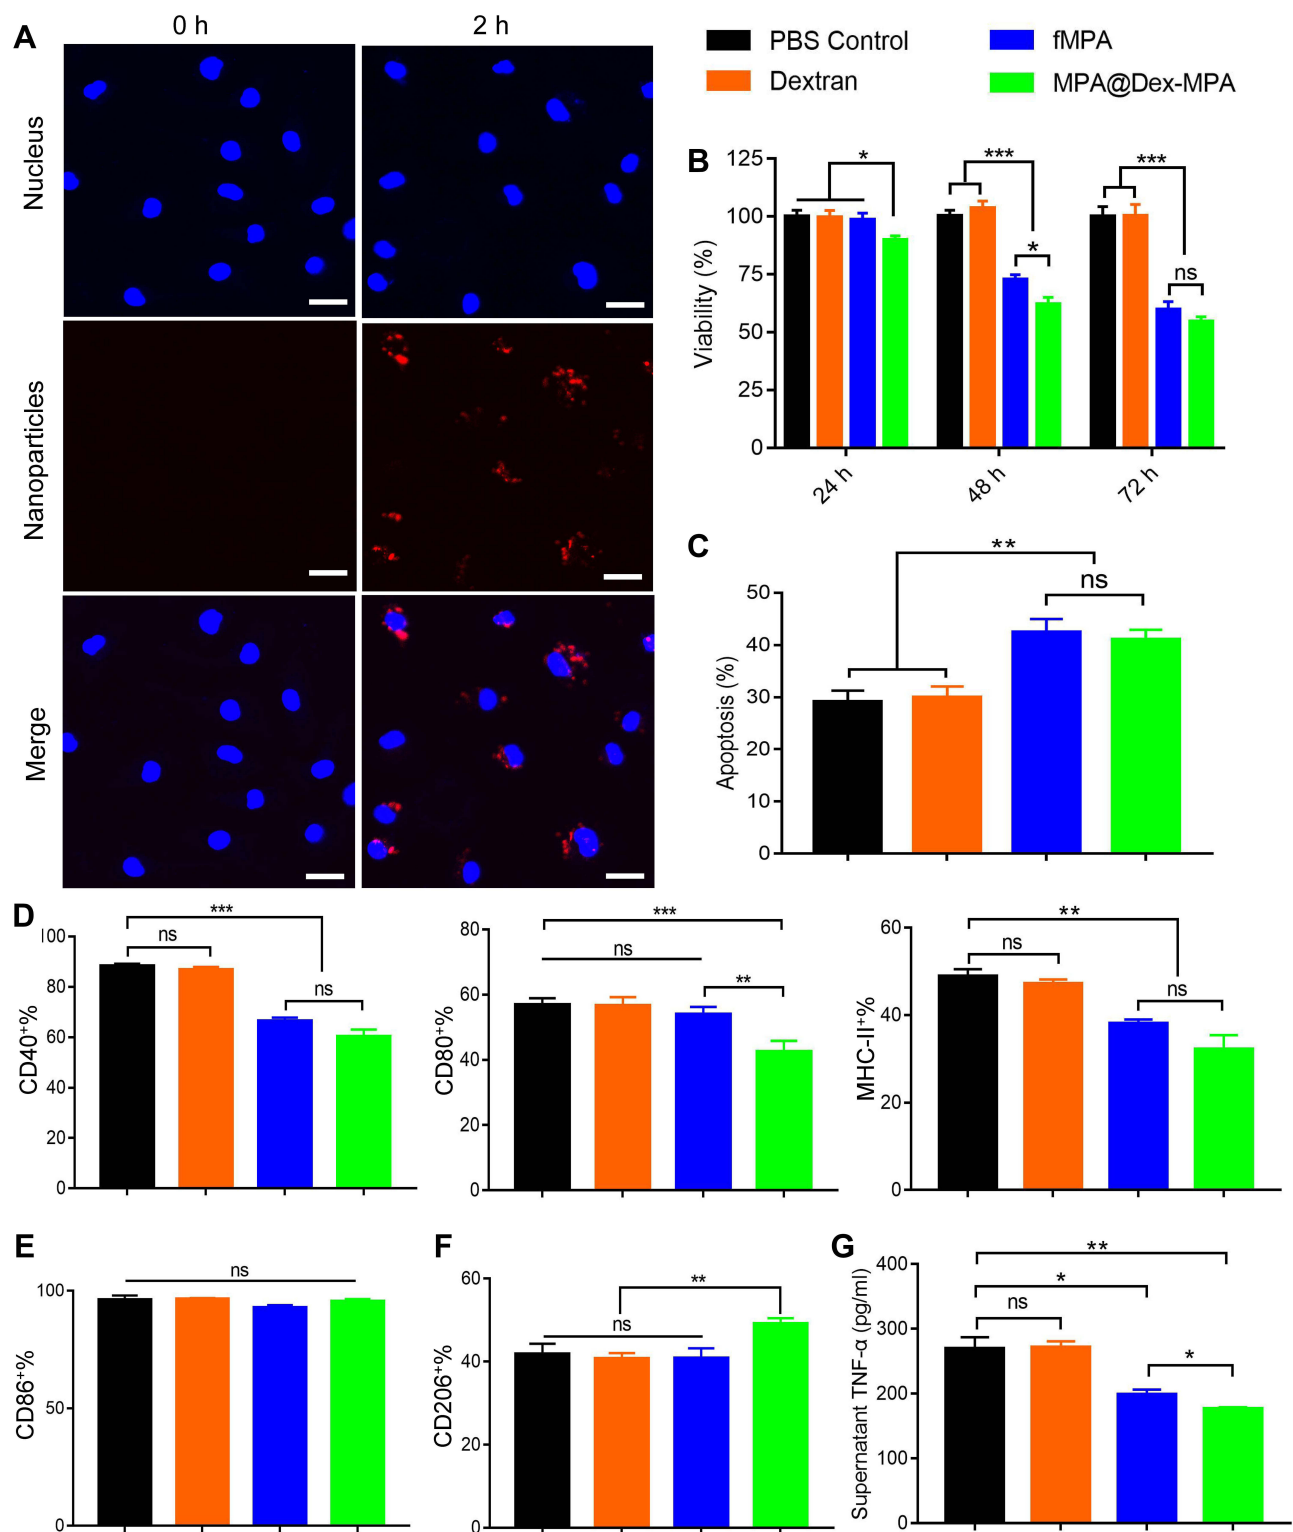 A
0 h
2 h
Nucleus
Nanoparticles
Merge
PBS Control
fMPA
Dextran
MPA@Dex-MPA
B
Viability (%)
125
100
75
50
25
0
*
***
*
***
ns
24 h
48 h
72 h
C
Apoptosis (%)
50
40
30
20
10
0
**
ns
D
CD40⁺%
100
80
60
40
20
0
***
ns
ns
CD80⁺%
80
60
40
20
0
***
ns
**
MHC-II⁺%
60
40
20
0
**
ns
ns
E
CD86⁺%
100
50
0
ns
F
CD206⁺%
60
40
20
0
**
ns
G
Supernatant TNF-α (pg/ml)
400
300
200
100
0
**
*
ns
*